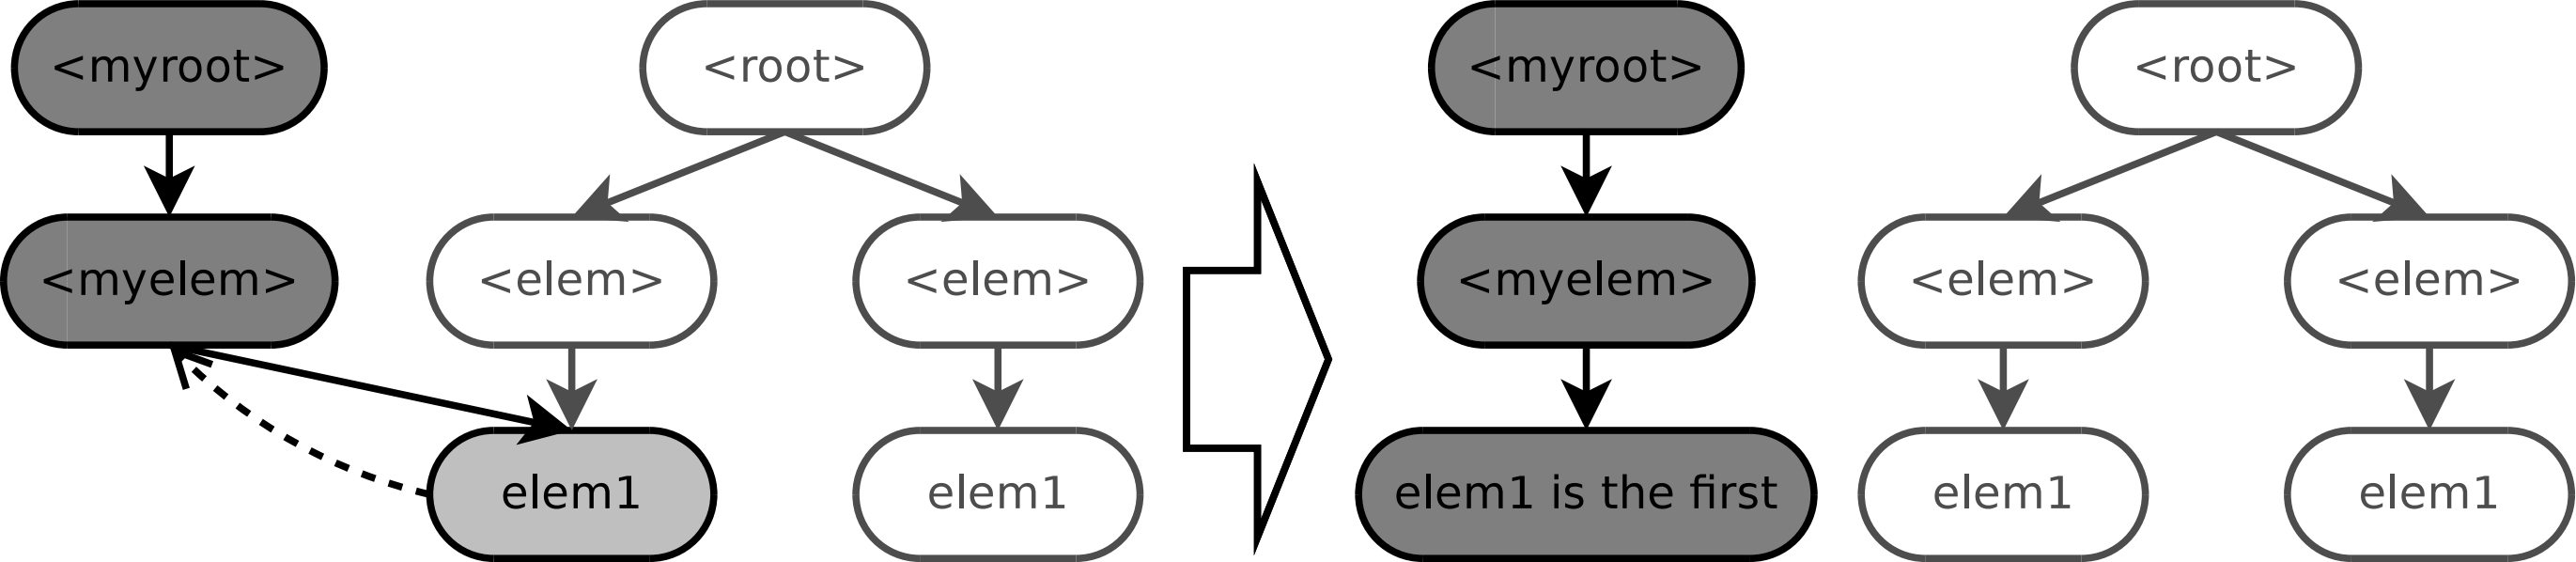 <myroot>
<root>
<myroot>
<root>
<myelem>
<elem>
<elem>
<myelem>
<elem>
<elem>
elem1
elem1
elem1 is the first
elem1
elem1